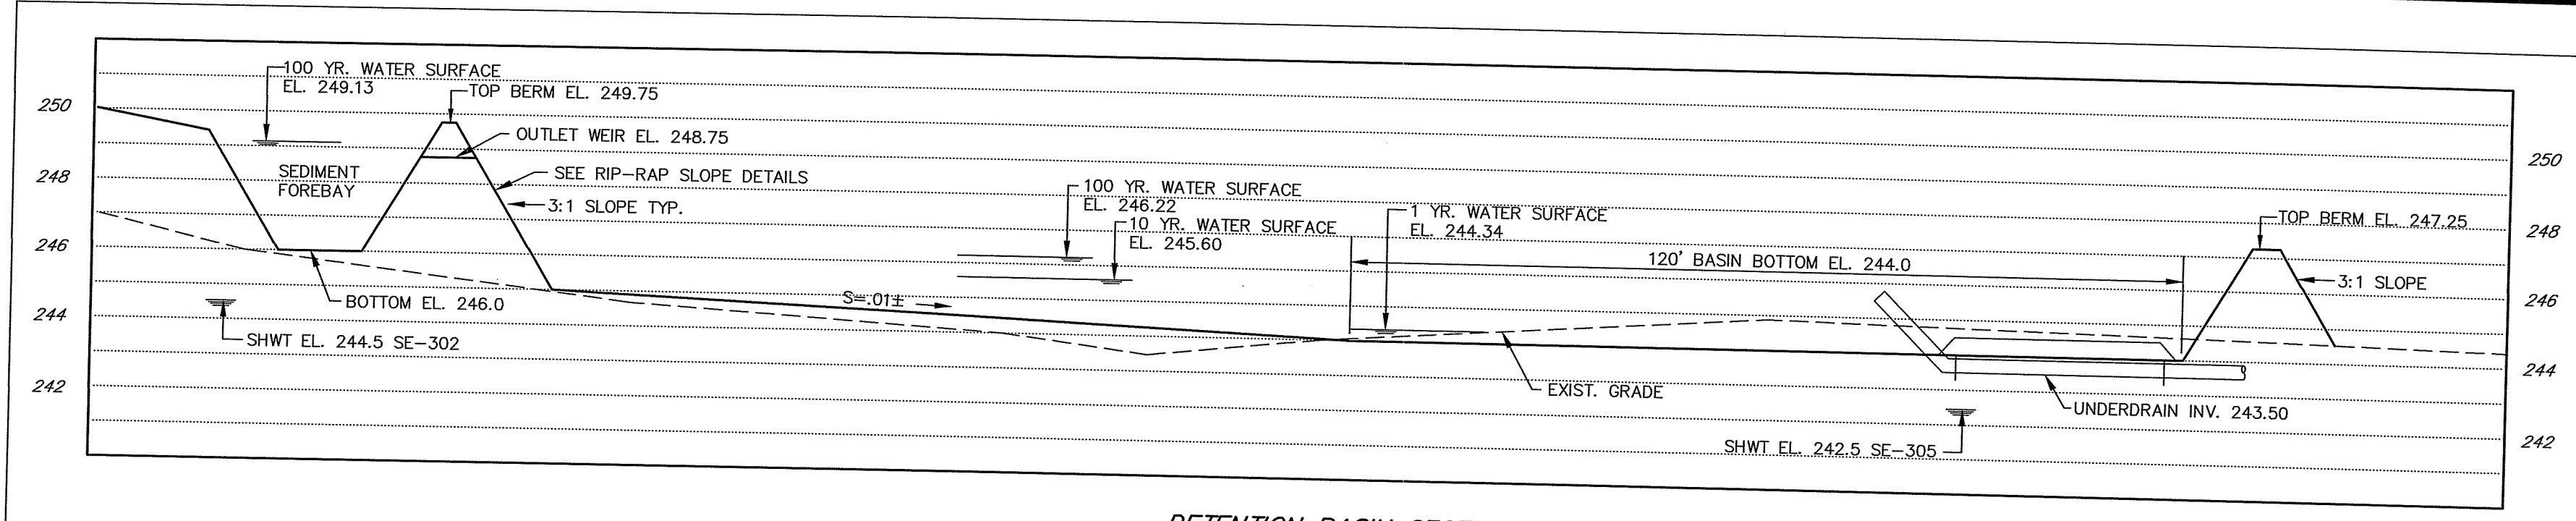 100 YR. WATER SURFACE
EL. 249.13
TOP BERM EL. 249.75
250
OUTLET WEIR EL. 248.75
SEDIMENT
FOREBAY
SEE RIP-RAP SLOPE DETAILS
248
3:1 SLOPE TYP.
100 YR. WATER SURFACE
EL. 246.22
10 YR. WATER SURFACE
EL. 245.60
1 YR. WATER SURFACE
EL. 244.34
250
TOP BERM EL. 247.25
248
246
120' BASIN BOTTOM EL. 244.0
3:1 SLOPE
246
BOTTOM EL. 246.0
S=.01±
244
SHWT EL. 244.5 SE-302
244
242
EXIST. GRADE
UNDERDRAIN INV. 243.50
SHWT EL. 242.5 SE-305
242
DETENTION BASIN